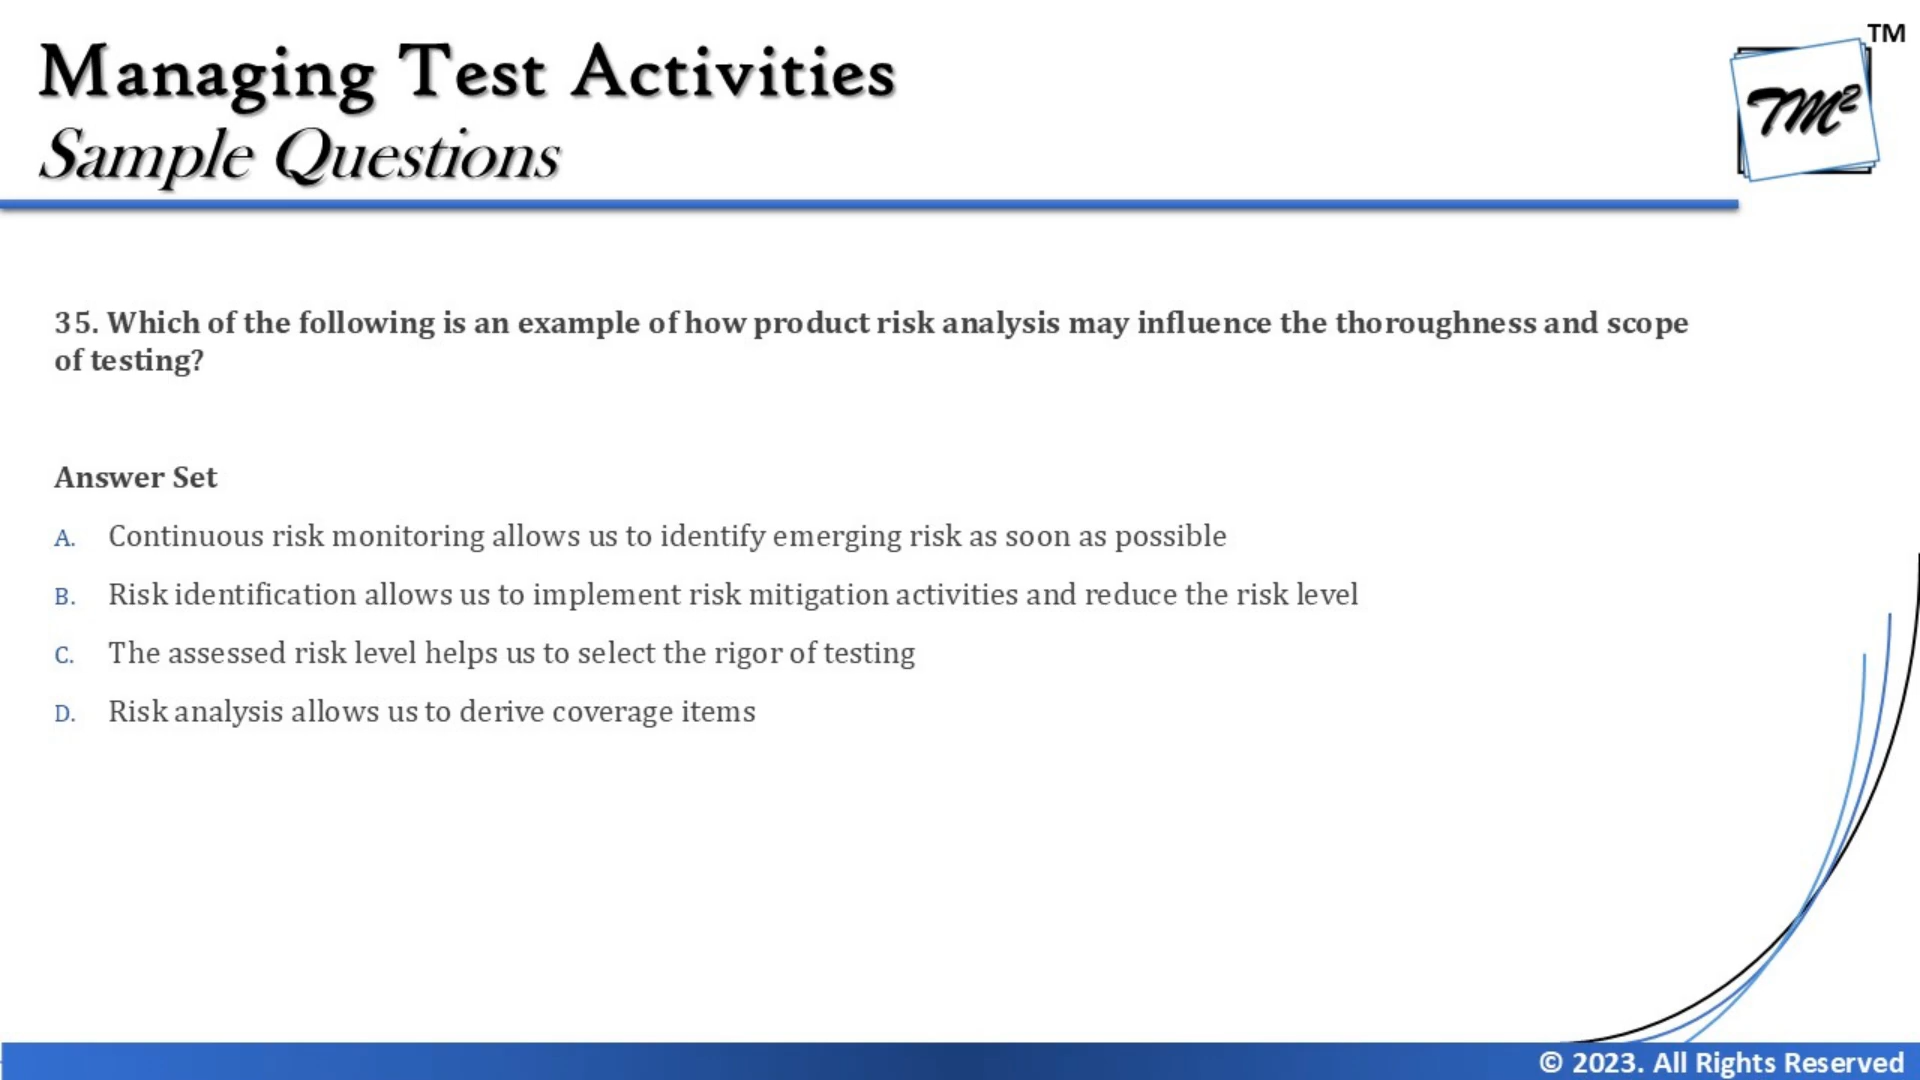 Managing Test Activities
TM
Sample Questions
TM²
35. Which of the following is an example of how product risk analysis may influence the thoroughness and scope
of testing?
Answer Set
A. Continuous risk monitoring allows us to identify emerging risk as soon as possible
B. Risk identification allows us to implement risk mitigation activities and reduce the risk level
C. The assessed risk level helps us to select the rigor of testing
D. Risk analysis allows us to derive coverage items
© 2023. All Rights Reserved